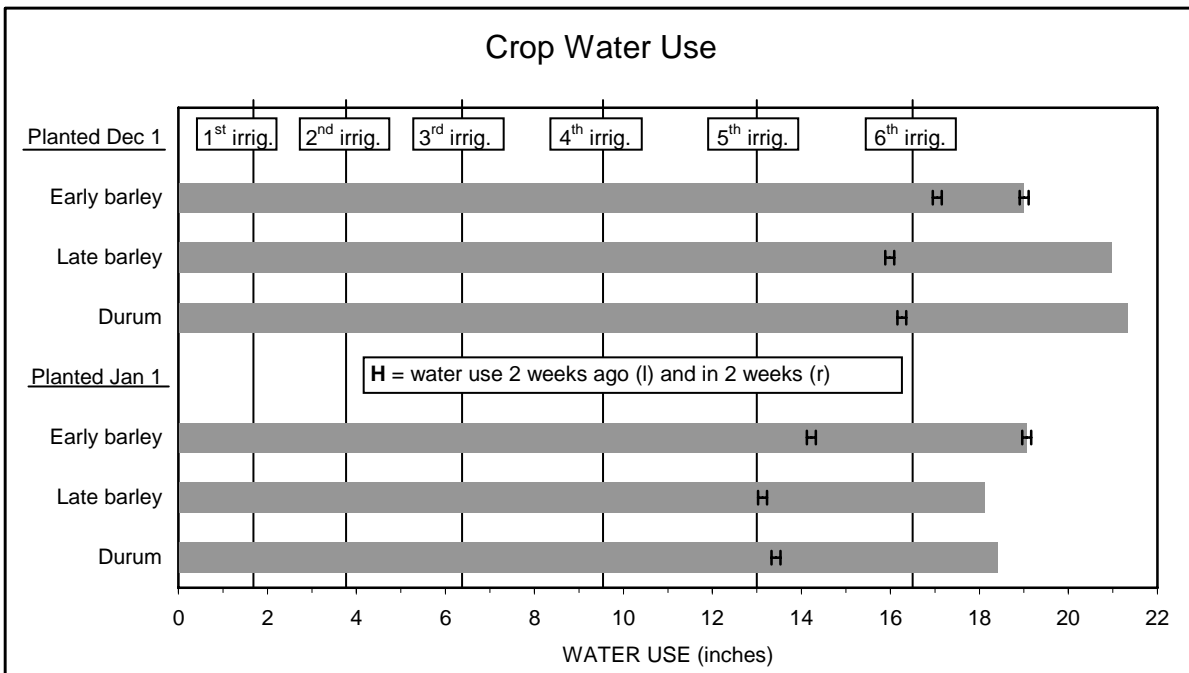 Crop Water Use
Planted Dec 1
1st irrig.
2nd irrig.
3rd irrig.
4th irrig.
5th irrig.
6th irrig.
Early barley
Late barley
Durum
Planted Jan 1
H = water use 2 weeks ago (l) and in 2 weeks (r)
Early barley
Late barley
Durum
0 2 4 6 8 10 12 14 16 18 20 22
WATER USE (inches)